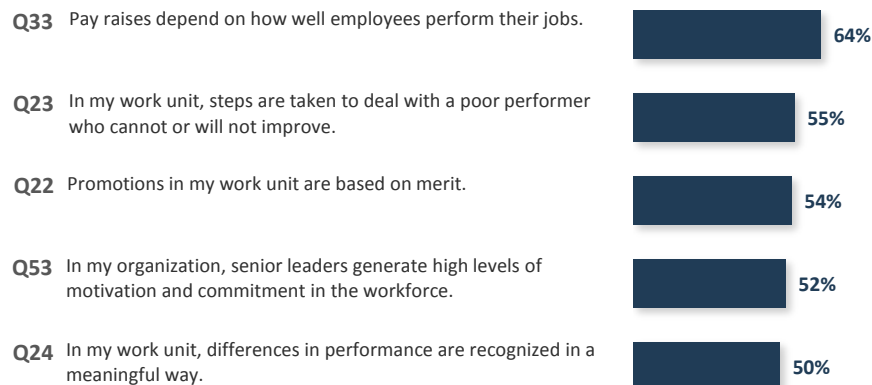 Q33 Pay raises depend on how well employees perform their jobs. 64%
Q23 In my work unit, steps are taken to deal with a poor performer
who cannot or will not improve. 55%
Q22 Promotions in my work unit are based on merit. 54%
Q53 In my organization, senior leaders generate high levels of
motivation and commitment in the workforce. 52%
Q24 In my work unit, differences in performance are recognized in a
meaningful way. 50%